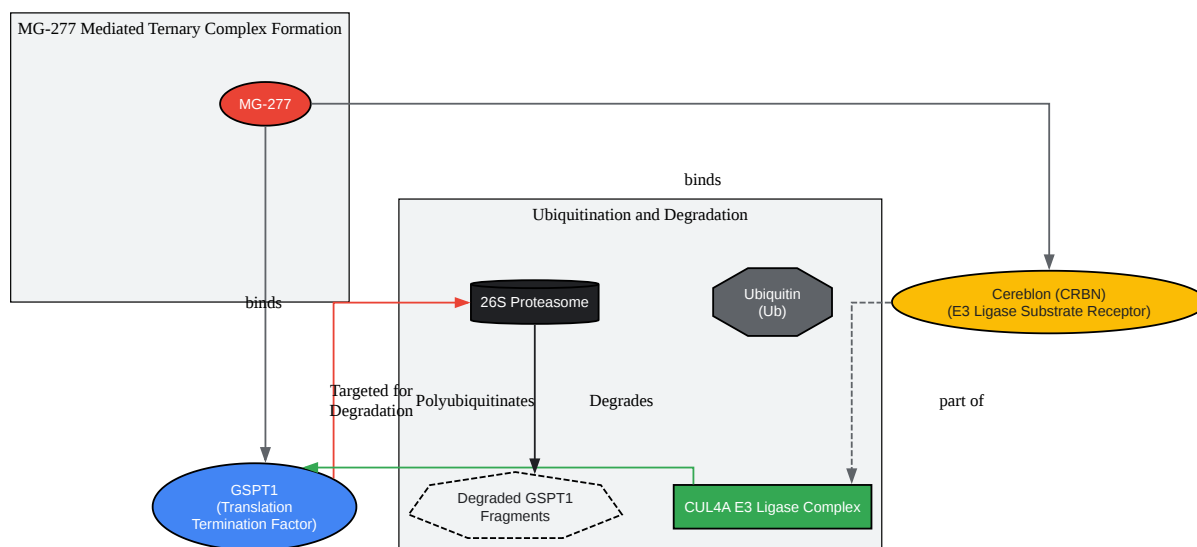 MG-277 Mediated Ternary Complex Formation
MG-277
binds
Ubiquitination and Degradation
26S Proteasome
Ubiquitin
(Ub)
Cereblon (CRBN)
(E3 Ligase Substrate Receptor)
binds
Targeted for
Degradation
Polyubiquitinates
Degrades
part of
GSPT1
(Translation
Termination Factor)
Degraded GSPT1
Fragments
CUL4A E3 Ligase Complex